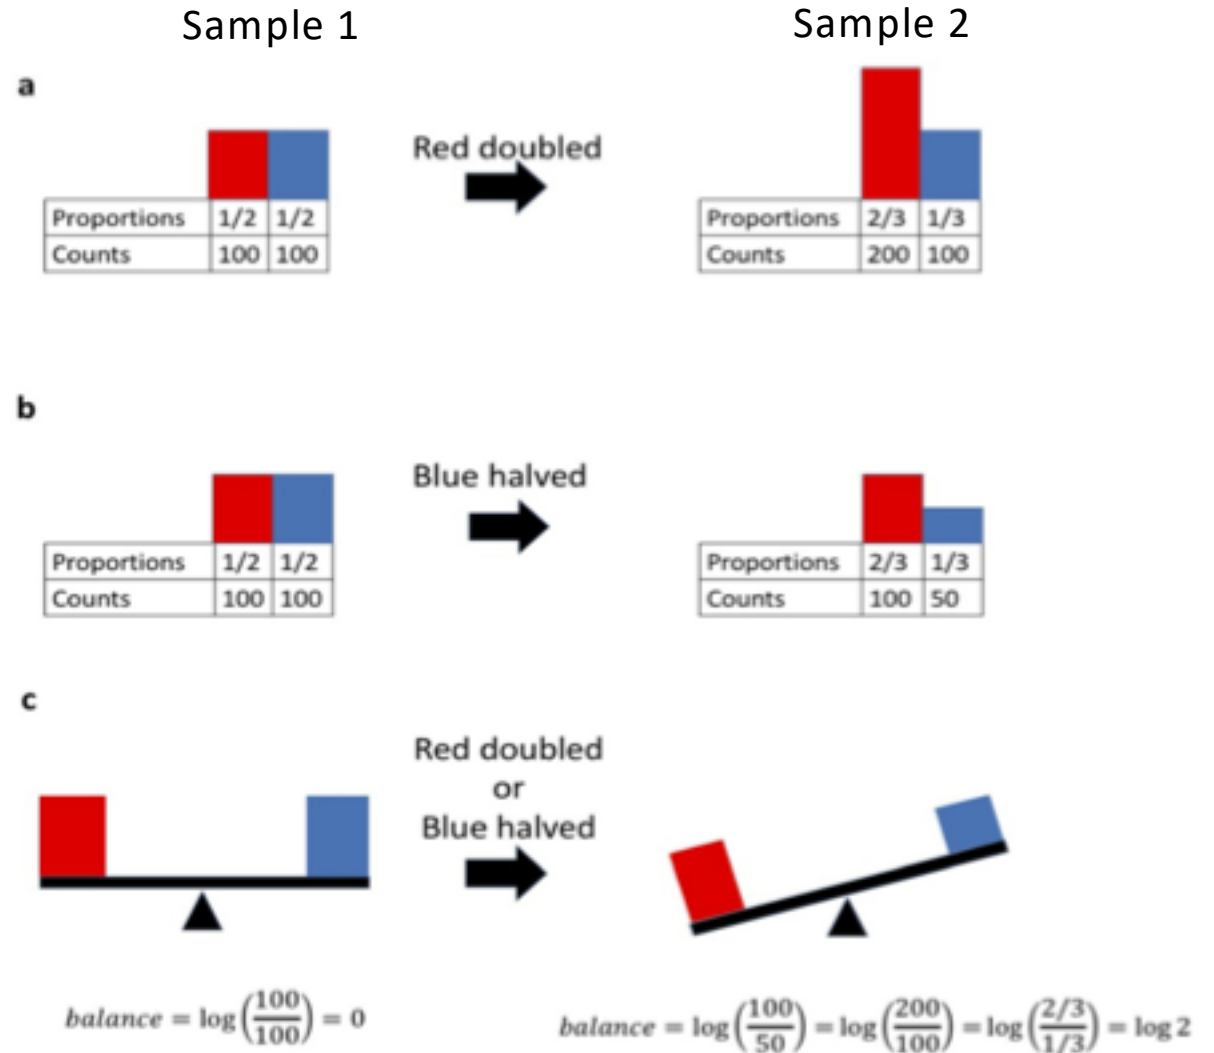 Sample 1 Sample 2
a
Red doubled
Proportions 1/2 1/2 Proportions 2/3 1/3
Counts 100 100 Counts 200 100
b
Blue halved
Proportions 1/2 1/2 Proportions 2/3 1/3
Counts 100 100 Counts 100 50
c
Red doubled
or
Blue halved
balance = log(100/100) = 0 balance = log(100/50) = log(200/100) = log((2/3)/(1/3)) = log 2